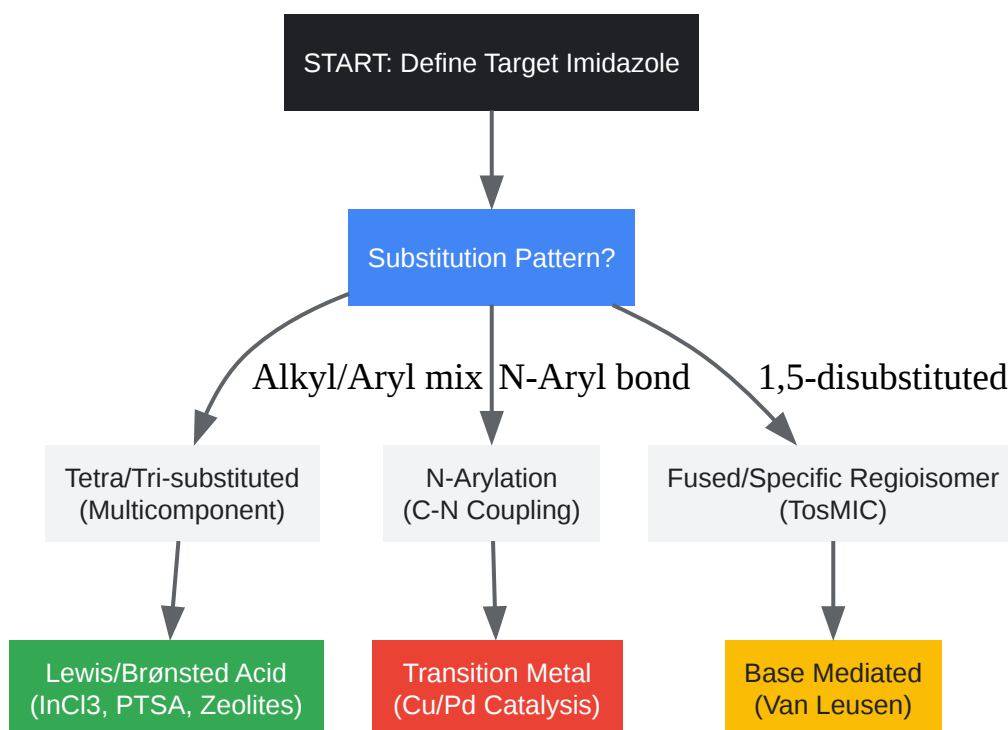 START: Define Target Imidazole
Substitution Pattern?
Alkyl/Aryl mix
N-Aryl bond
1,5-disubstituted
Tetra/Tri-substituted
(Multicomponent)
N-Arylation
(C-N Coupling)
Fused/Specific Regioisomer
(TosMIC)
Lewis/Brønsted Acid
(InCl3, PTSA, Zeolites)
Transition Metal
(Cu/Pd Catalysis)
Base Mediated
(Van Leusen)